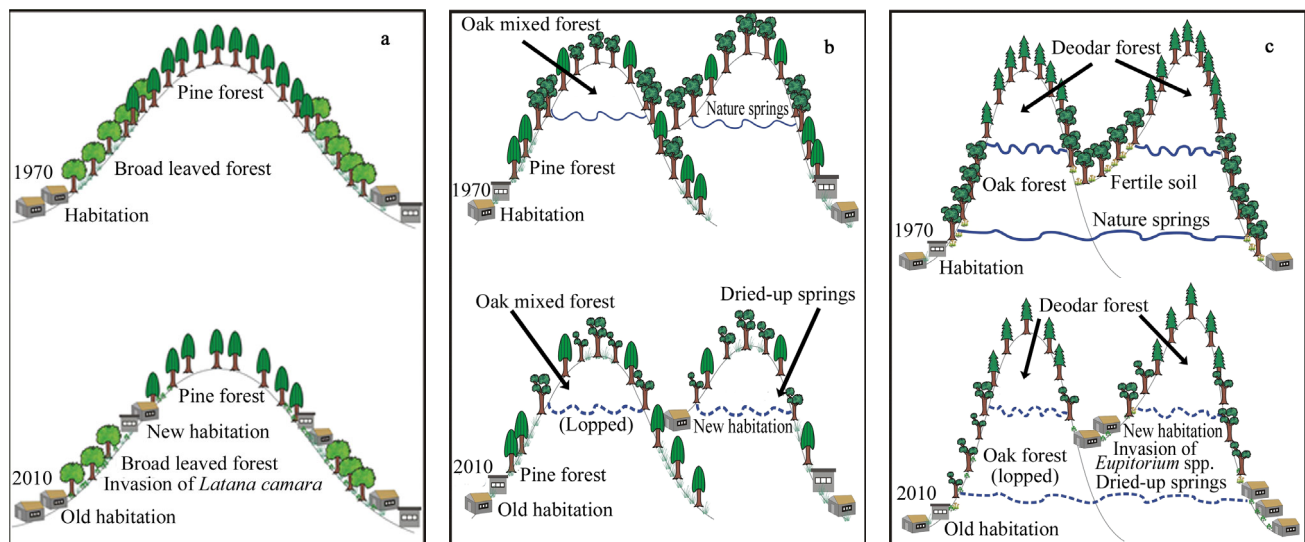 a
Pine forest
Broad leaved forest
1970
Habitation
Pine forest
New habitation
Broad leaved forest
Invasion of Latana camara
2010
Old habitation
Oak mixed forest
b
Nature springs
Pine forest
1970
Habitation
Oak mixed forest
Dried-up springs
(Lopped)
New habitation
2010
Pine forest
Old habitation
Deodar forest
c
Oak forest
Fertile soil
Nature springs
1970
Habitation
Deodar forest
New habitation
Invasion of
Eupitorium spp.
Dried-up springs
Oak forest
(lopped)
2010
Old habitation